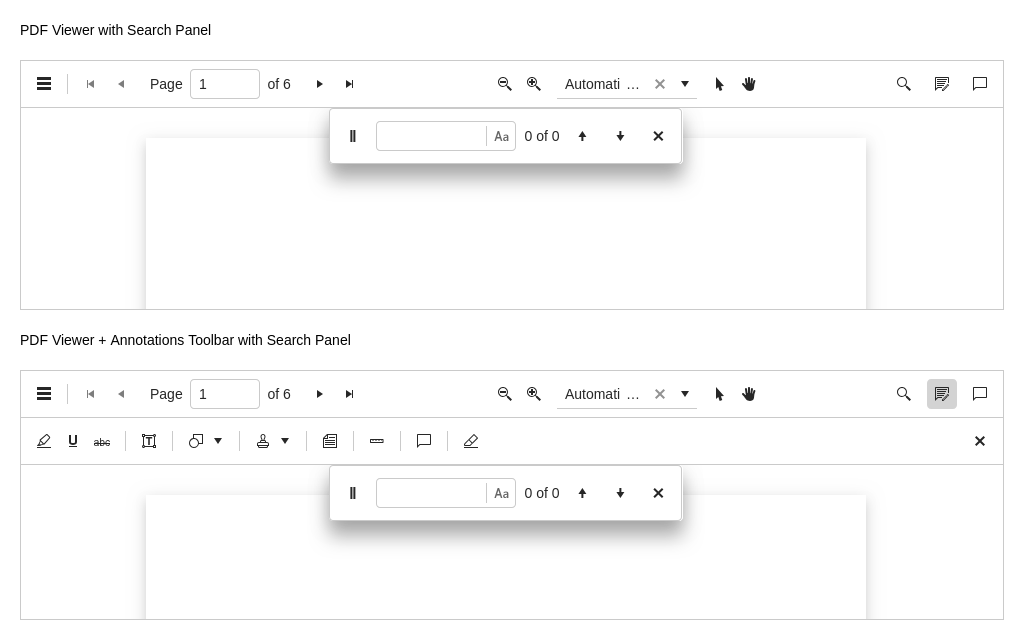 PDF Viewer with Search Panel
Page 1 of 6 Automati ...
Aa 0 of 0
PDF Viewer + Annotations Toolbar with Search Panel
Page 1 of 6 Automati ...
U abc T
Aa 0 of 0